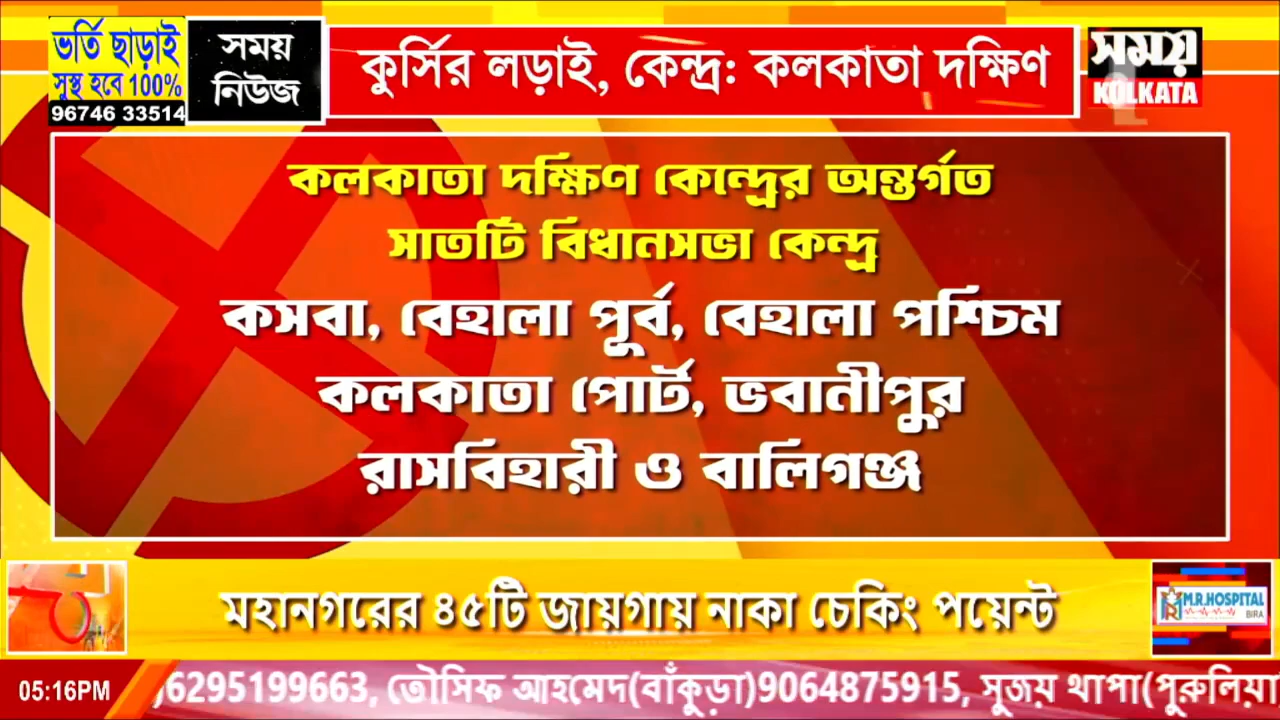 ভর্তি ছাড়াই
সুস্থ হবে 100%
96746 33514
সময়
নিউজ
কুর্সির লড়াই, কেন্দ্র: কলকাতা দক্ষিণ
সময়
KOLKATA
কলকাতা দক্ষিণ কেন্দ্রের অন্তর্গত
সাতটি বিধানসভা কেন্দ্র
কসবা, বেহালা পূর্ব, বেহালা পশ্চিম
কলকাতা পোর্ট, ভবানীপুর
রাসবিহারী ও বালিগঞ্জ
মহানগরের ৪৫টি জায়গায় নাকা চেকিং পয়েন্ট
M.R.HOSPITAL
BIRA
05:16PM
)6295199663, তৌসিফ আহমেদ(বাঁকুড়া)9064875915, সুজয় থাপা(পুরুলিয়া